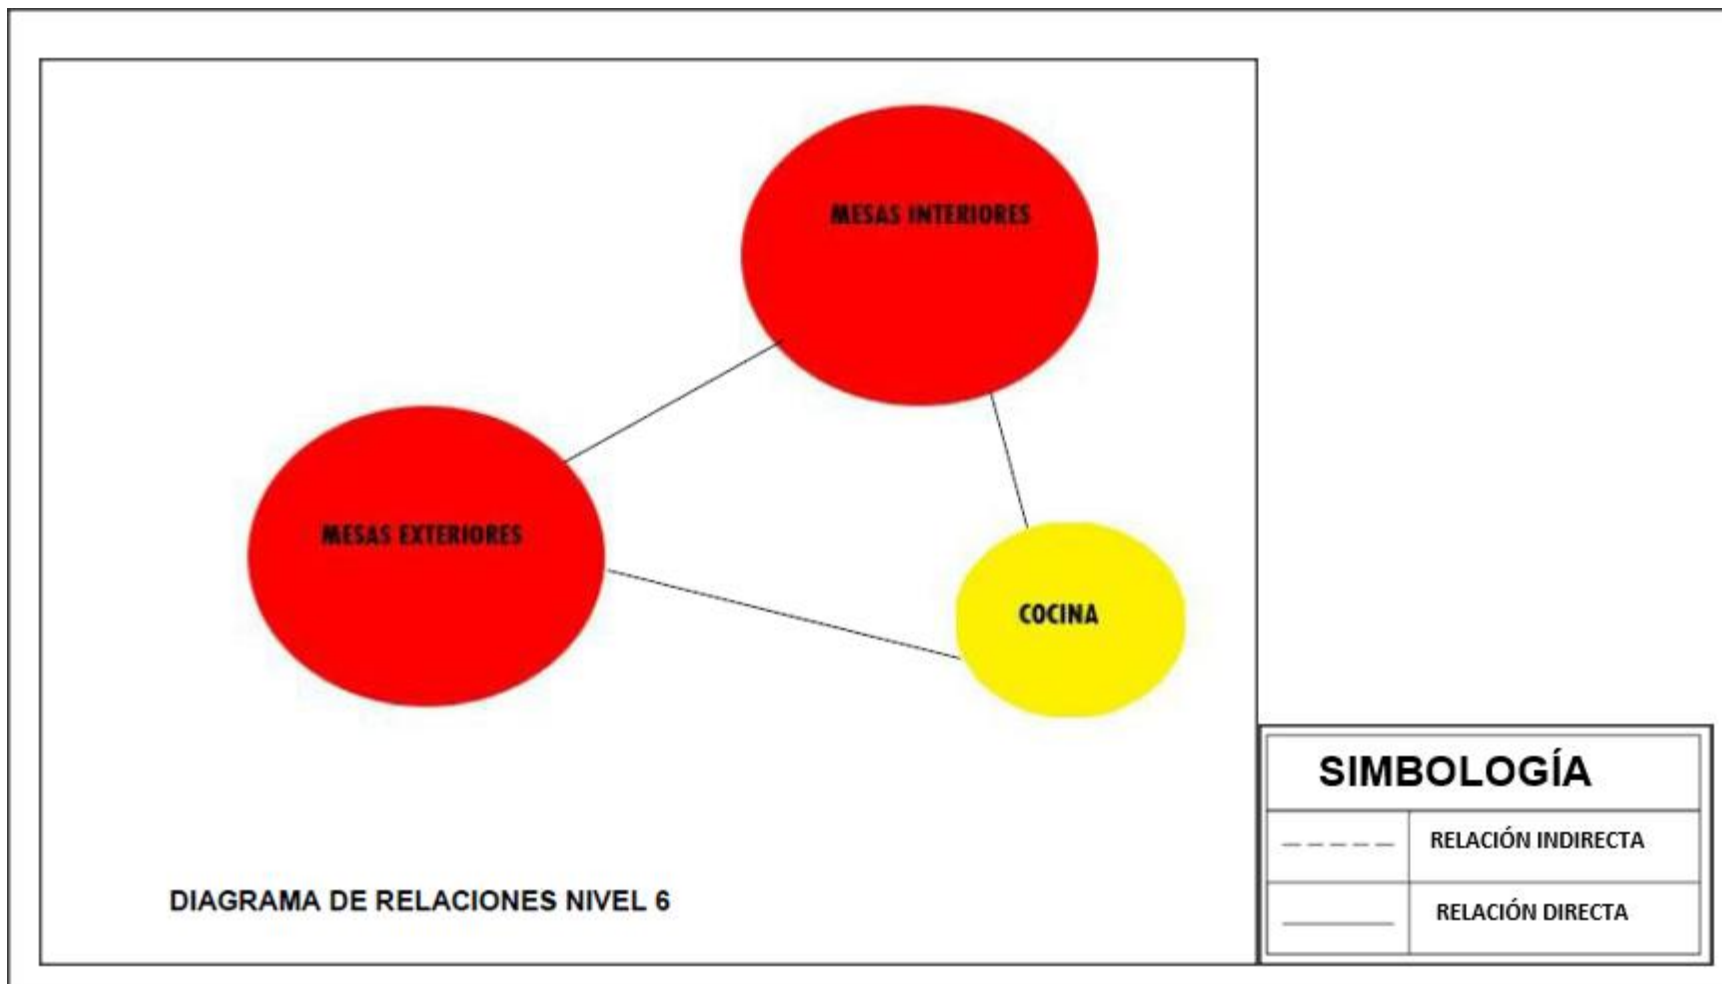 MESAS INTERIORES
MESAS EXTERIORES
COCINA
DIAGRAMA DE RELACIONES NIVEL 6
SIMBOLOGÍA
RELACIÓN INDIRECTA
RELACIÓN DIRECTA